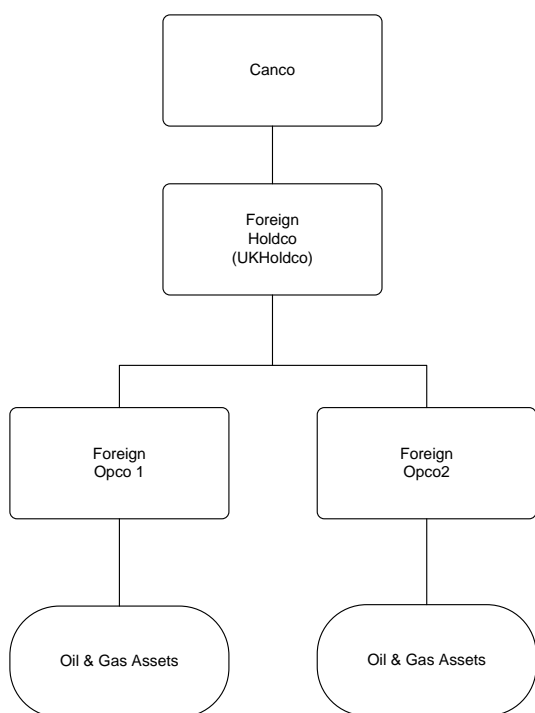 Canco
Foreign
Holdco
(UKHoldco)
Foreign
Opco 1
Foreign
Opco2
Oil & Gas Assets
Oil & Gas Assets